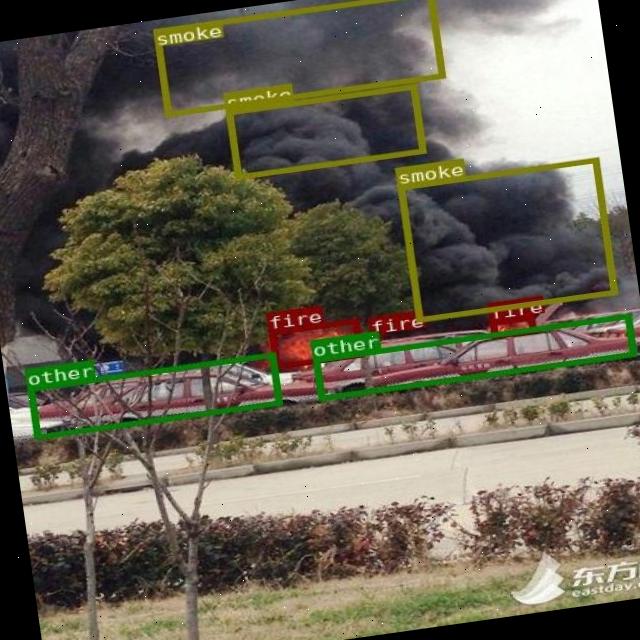 smoke
smoke
smoke
fire
fire
fire
other
other
东方
eastday